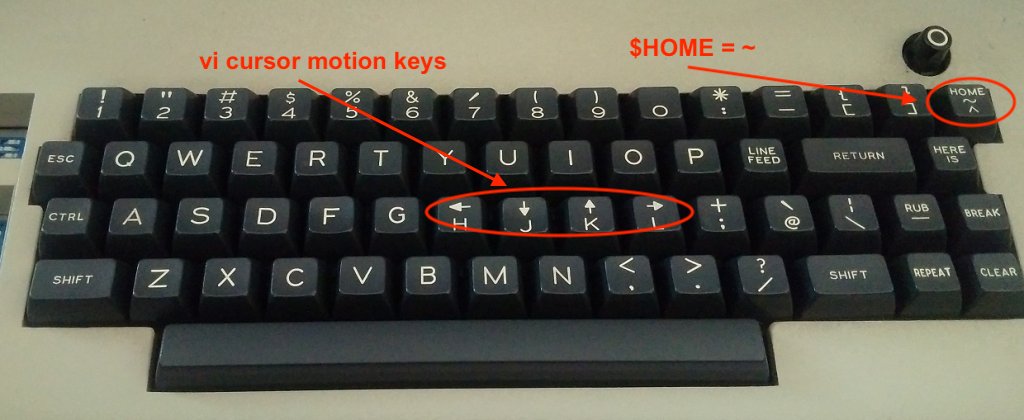 $HOME = ~
vi cursor motion keys
! " # $ % & ' ( ) * = { } HOME ~
1 2 3 4 5 6 7 8 9 0 : - [ ] ^
ESC Q W E R T Y U I O P LINE FEED RETURN HERE IS
← ↓ ↑ → + ` ¦ RUB
CTRL A S D F G H J K L ; @ \ _ BREAK
< > ?
SHIFT Z X C V B M N , . / SHIFT REPEAT CLEAR